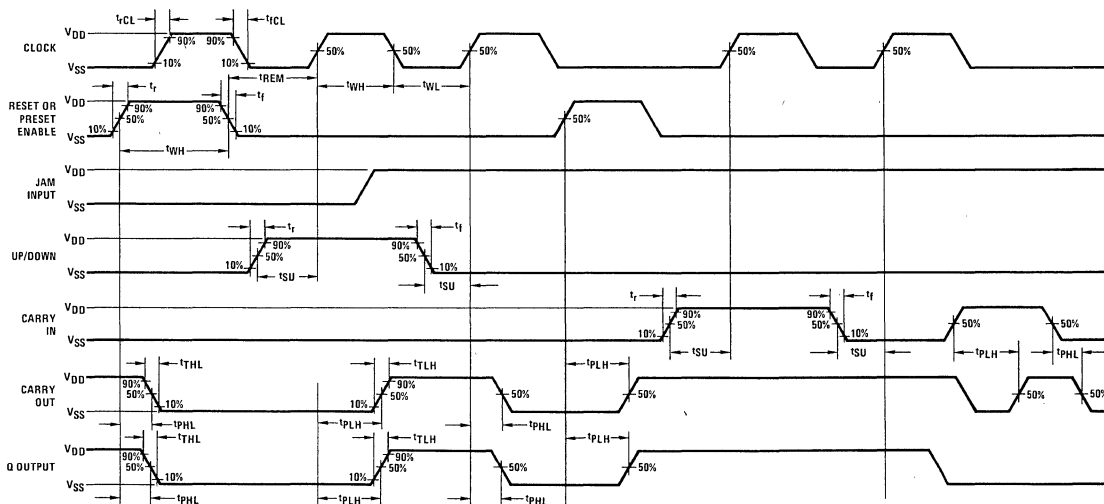 trCL tfCL
VDD
CLOCK 90% 90% 50% 50% 50% 50% 50%
10% 10%
VSS
tREM
tr tf tWH tWL
VDD
RESET OR 90% 90%
PRESET 50% 50% 50%
ENABLE 10% 10%
VSS
tWH
VDD
JAM
INPUT
VSS
tr tf
VDD
90% 90%
UP/DOWN 50% 50%
10% 10%
VSS
tSU tSU
tr tf
VDD
90% 90%
CARRY 50% 50% 50% 50%
IN 10% 10%
VSS
tSU tSU tPLH tPHL
tTHL tTLH tPLH
VDD
90% 90%
CARRY 50% 50% 50% 50% 50% 50%
OUT 10% 10%
VSS
tPHL tPLH tPHL
tTHL tTLH tPLH
VDD
90% 90%
Q OUTPUT 50% 50% 50% 50%
10% 10%
VSS
tPHL tPLH tPHL